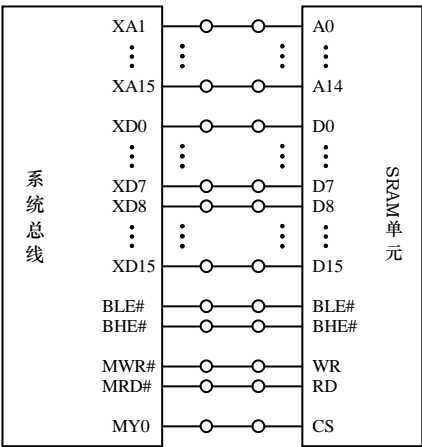 XA1 A0
XA15 A14
XD0 D0
XD7 D7
XD8 D8
XD15 D15
BLE# BLE#
BHE# BHE#
MWR# WR
MRD# RD
MY0 CS
系统总线
SRAM单元